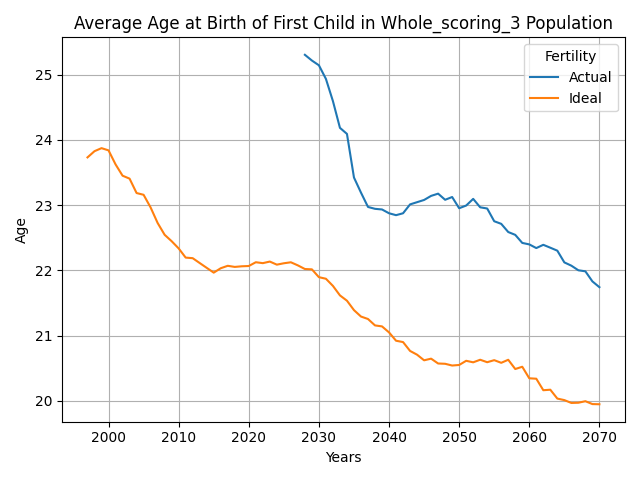 Average Age at Birth of First Child in Whole_scoring_3 Population
Fertility
Actual
Ideal
Age
25
24
23
22
21
20
2000 2010 2020 2030 2040 2050 2060 2070
Years